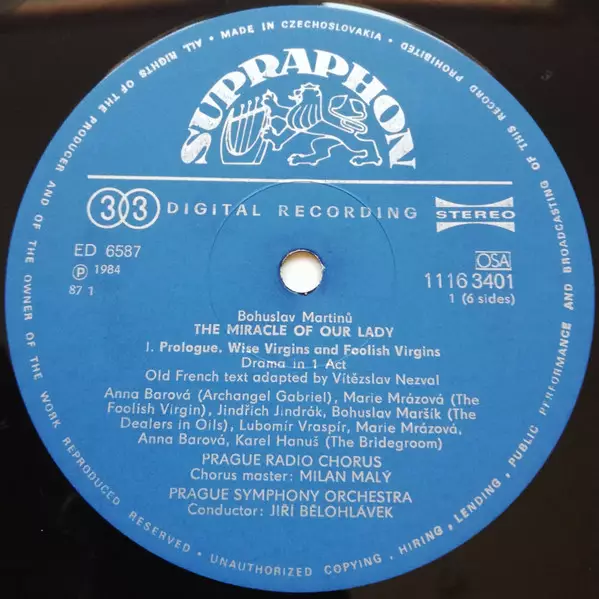 ALL RIGHTS OF THE PRODUCER AND OF THE OWNER OF THE WORK REPRODUCED RESERVED • UNAUTHORIZED COPYING, HIRING, LENDING, PUBLIC PERFORMANCE AND BROADCASTING OF THIS RECORD PROHIBITED • MADE IN CZECHOSLOVAKIA •
SUPRAPHON
33 DIGITAL RECORDING STEREO
ED 6587
OSA
Ⓟ 1984
1116 3401
87 1
1 (6 sides)
Bohuslav Martinů
THE MIRACLE OF OUR LADY
I. Prologue. Wise Virgins and Foolish Virgins
Drama in 1 Act
Old French text adapted by Vítězslav Nezval
Anna Barová (Archangel Gabriel), Marie Mrázová (The
Foolish Virgin), Jindřich Jindrák, Bohuslav Maršík (The
Dealers in Oils), Lubomír Vraspír, Marie Mrázová,
Anna Barová, Karel Hanuš (The Bridegroom)
PRAGUE RADIO CHORUS
Chorus master: MILAN MALÝ
PRAGUE SYMPHONY ORCHESTRA
Conductor: JIŘÍ BĚLOHLÁVEK